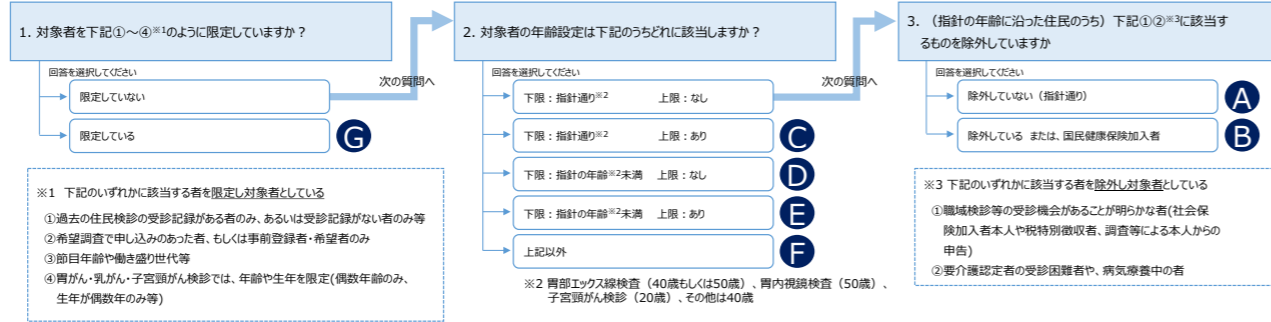 1. 対象者を下記①～④※1のように限定していますか？
回答を選択してください
限定していない
次の質問へ
限定している
G
※1 下記のいずれかに該当する者を限定し対象者としている
①過去の住民検診の受診記録がある者のみ、あるいは受診記録がない者のみ等
②希望調査で申し込みのあった者、もしくは事前登録者・希望者のみ
③節目年齢や働き盛り世代等
④胃がん・乳がん・子宮頸がん検診では、年齢や生年を限定(偶数年齢のみ、
生年が偶数年のみ等)
2. 対象者の年齢設定は下記のうちどれに該当しますか？
回答を選択してください
下限：指針通り※2 上限：なし
次の質問へ
下限：指針通り※2 上限：あり
C
下限：指針の年齢※2未満 上限：なし
D
下限：指針の年齢※2未満 上限：あり
E
上記以外
F
※2 胃部エックス線検査（40歳もしくは50歳）、胃内視鏡検査（50歳）、
子宮頸がん検診（20歳）、その他は40歳
3. （指針の年齢に沿った住民のうち）下記①②※3に該当す
るものを除外していますか
回答を選択してください
除外していない（指針通り）
A
除外している または、国民健康保険加入者
B
※3 下記のいずれかに該当する者を除外し対象者としている
①職域検診等の受診機会があることが明らかな者(社会保
険加入者本人や税特別徴収者、調査等による本人からの
申告)
②要介護認定者の受診困難者や、病気療養中の者